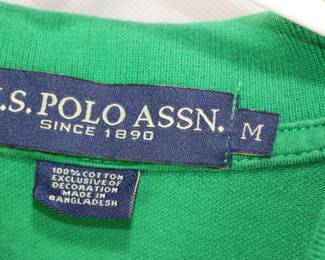 .S. POLO ASSN.
SINCE 1890
M
100% COTTON
EXCLUSIVE OF
DECORATION
MADE IN
BANGLADESH